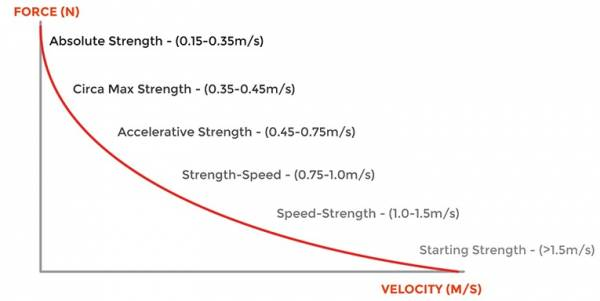 FORCE (N)
Absolute Strength - (0.15-0.35m/s)
Circa Max Strength - (0.35-0.45m/s)
Accelerative Strength - (0.45-0.75m/s)
Strength-Speed - (0.75-1.0m/s)
Speed-Strength - (1.0-1.5m/s)
Starting Strength - (>1.5m/s)
VELOCITY (M/S)